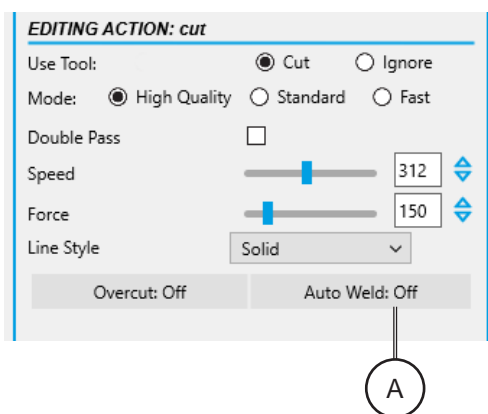 EDITING ACTION: cut
Use Tool: Cut Ignore
Mode: High Quality Standard Fast
Double Pass
Speed 312
Force 150
Line Style Solid
Overcut: Off Auto Weld: Off
A